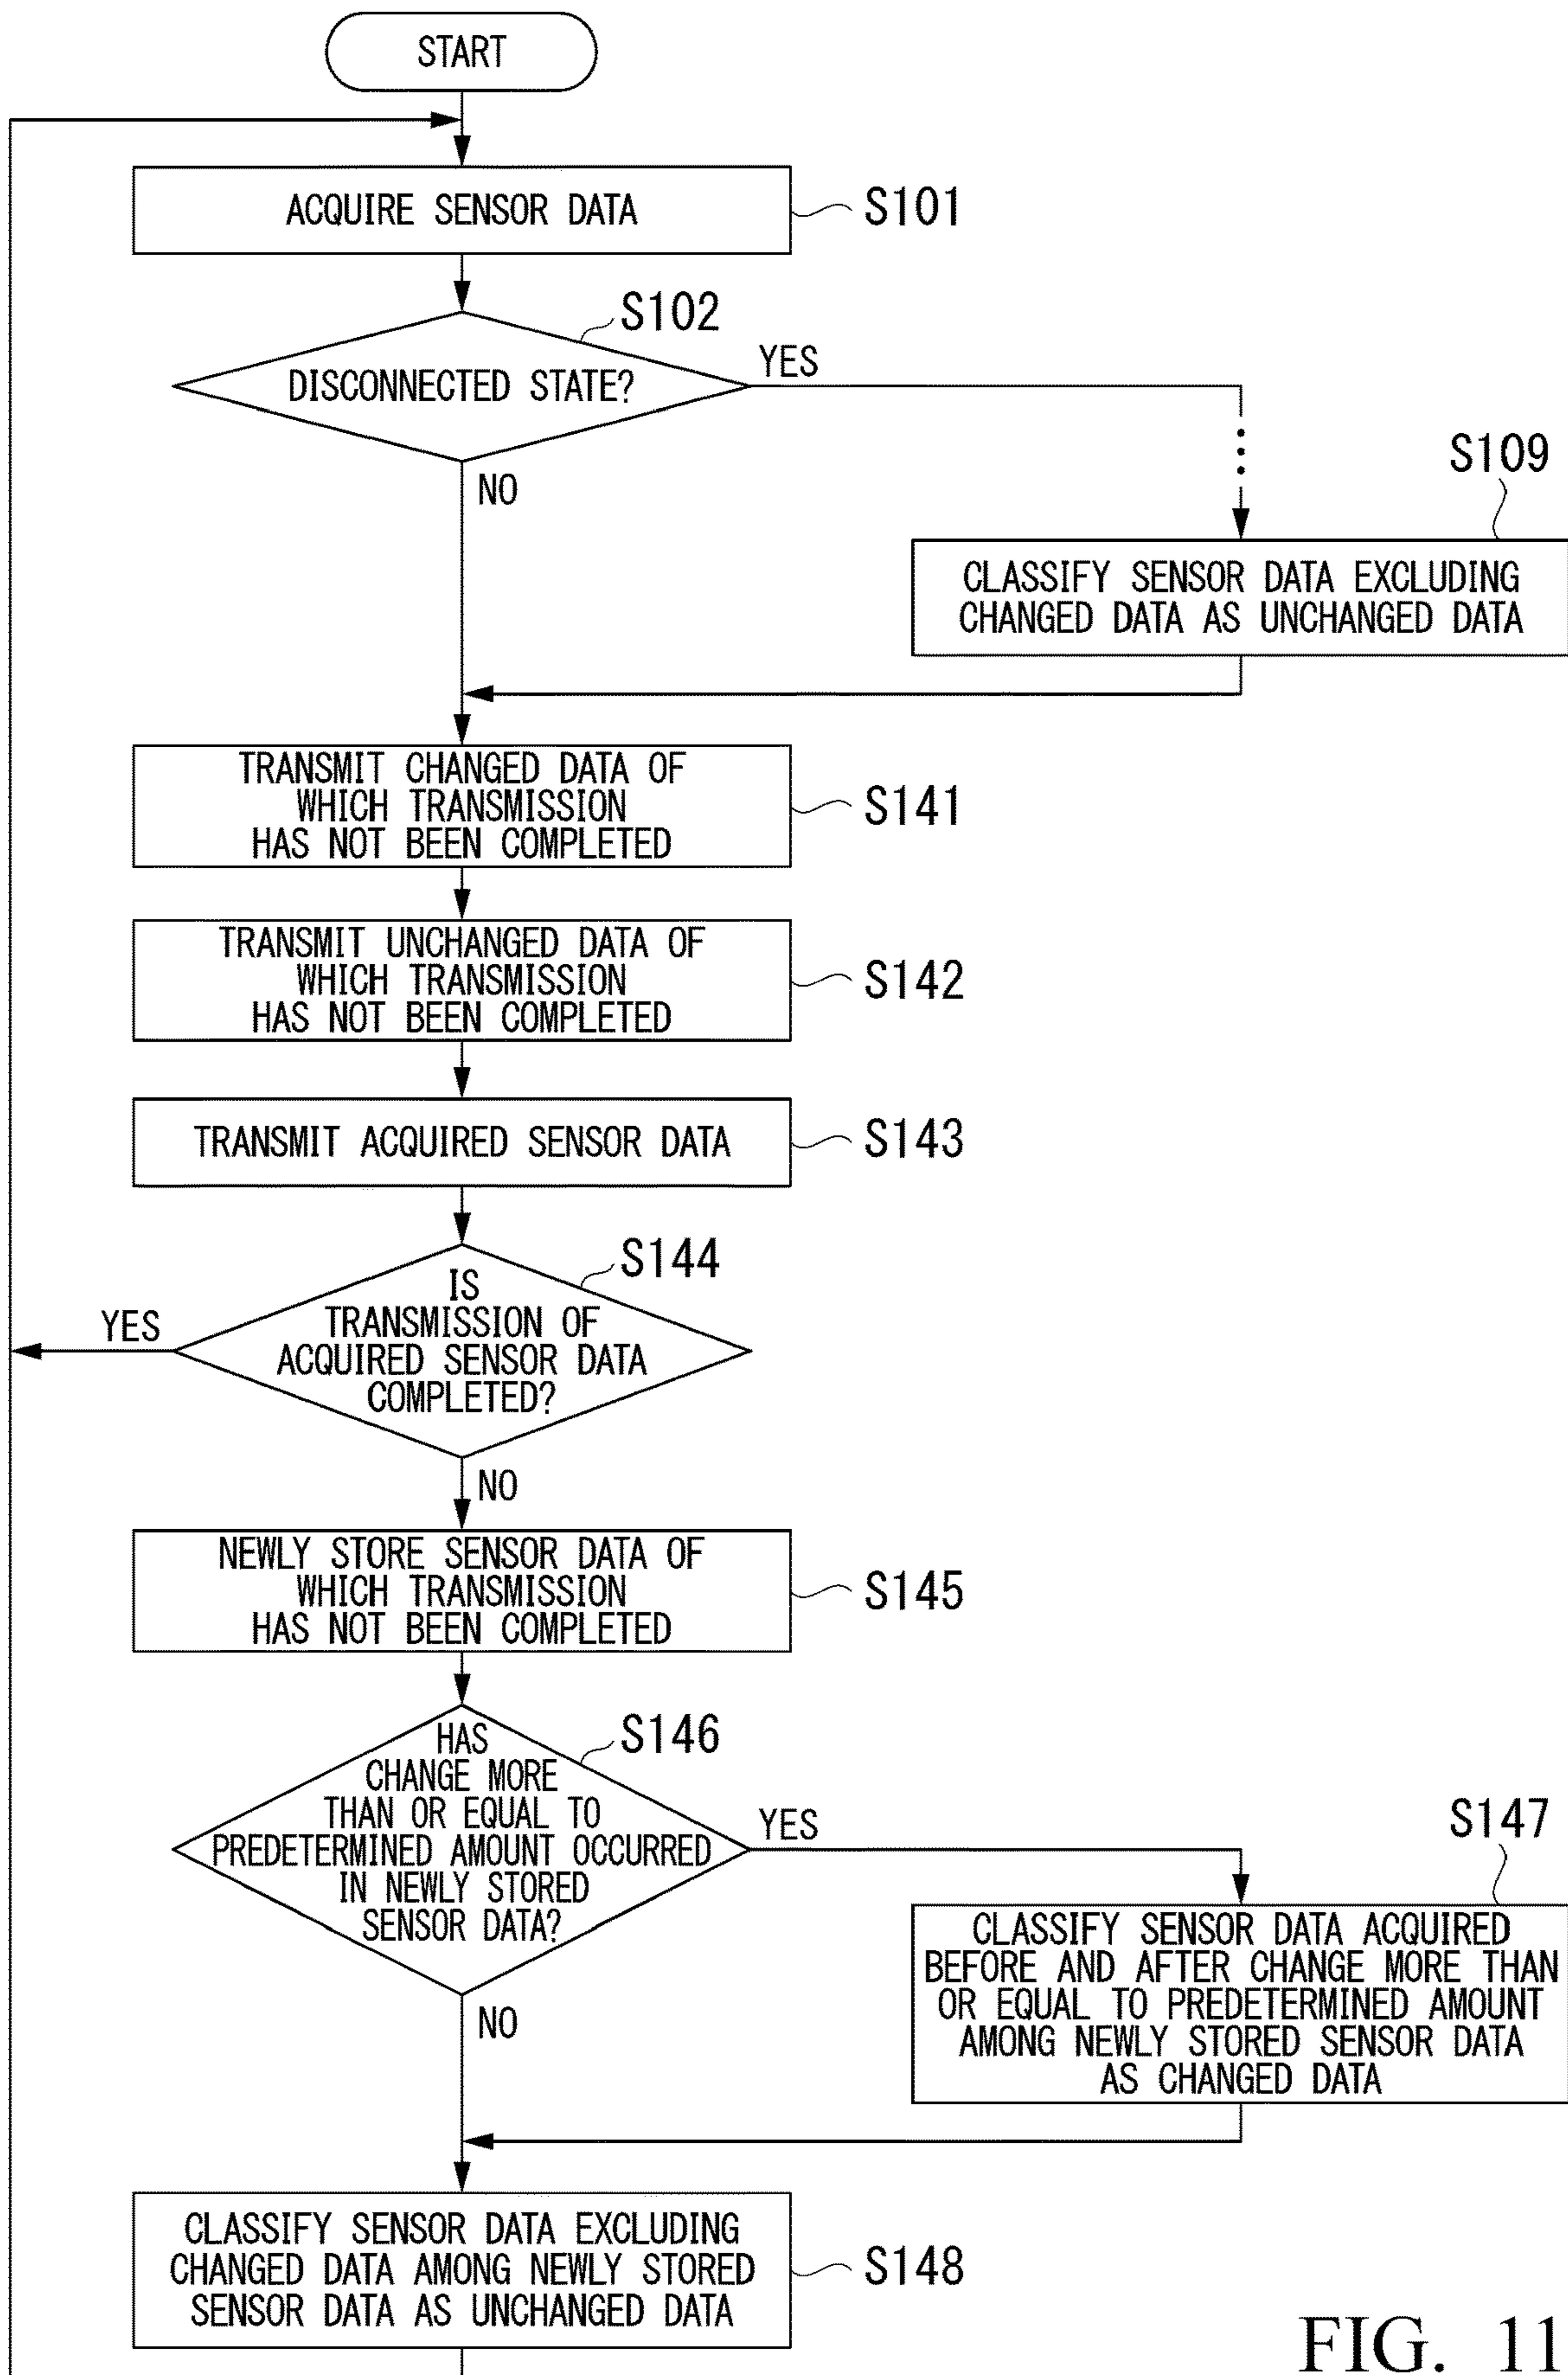 START
ACQUIRE SENSOR DATA
S101
S102
DISCONNECTED STATE?
YES
NO
S109
CLASSIFY SENSOR DATA EXCLUDING
CHANGED DATA AS UNCHANGED DATA
TRANSMIT CHANGED DATA OF
WHICH TRANSMISSION
HAS NOT BEEN COMPLETED
S141
TRANSMIT UNCHANGED DATA OF
WHICH TRANSMISSION
HAS NOT BEEN COMPLETED
S142
TRANSMIT ACQUIRED SENSOR DATA
S143
S144
IS
TRANSMISSION OF
ACQUIRED SENSOR DATA
COMPLETED?
YES
NO
NEWLY STORE SENSOR DATA OF
WHICH TRANSMISSION
HAS NOT BEEN COMPLETED
S145
S146
HAS
CHANGE MORE
THAN OR EQUAL TO
PREDETERMINED AMOUNT OCCURRED
IN NEWLY STORED
SENSOR DATA?
YES
NO
S147
CLASSIFY SENSOR DATA ACQUIRED
BEFORE AND AFTER CHANGE MORE THAN
OR EQUAL TO PREDETERMINED AMOUNT
AMONG NEWLY STORED SENSOR DATA
AS CHANGED DATA
CLASSIFY SENSOR DATA EXCLUDING
CHANGED DATA AMONG NEWLY STORED
SENSOR DATA AS UNCHANGED DATA
S148
FIG. 11